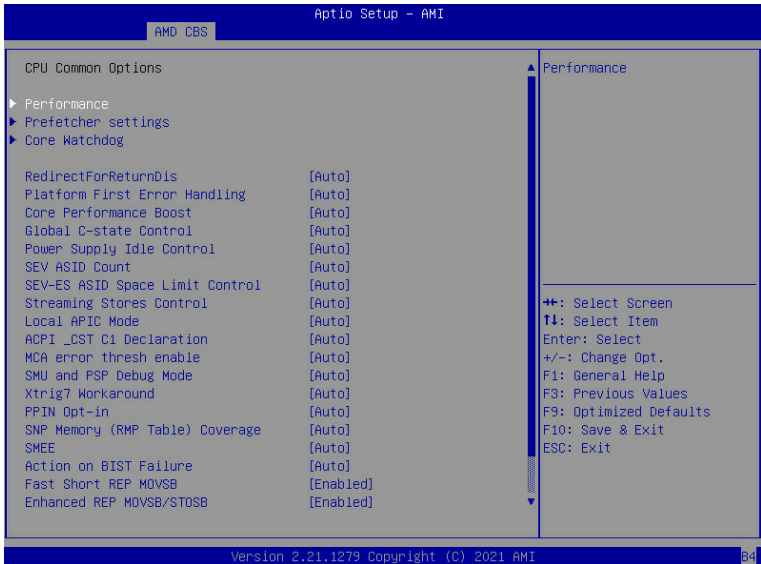 Aptio Setup – AMI
AMD CBS
CPU Common Options
Performance
Prefetcher settings
Core Watchdog
RedirectForReturnDis [Auto]
Platform First Error Handling [Auto]
Core Performance Boost [Auto]
Global C-state Control [Auto]
Power Supply Idle Control [Auto]
SEV ASID Count [Auto]
SEV-ES ASID Space Limit Control [Auto]
Streaming Stores Control [Auto]
Local APIC Mode [Auto]
ACPI _CST C1 Declaration [Auto]
MCA error thresh enable [Auto]
SMU and PSP Debug Mode [Auto]
Xtrig7 Workaround [Auto]
PPIN Opt-in [Auto]
SNP Memory (RMP Table) Coverage [Auto]
SMEE [Auto]
Action on BIST Failure [Auto]
Fast Short REP MOVSB [Enabled]
Enhanced REP MOVSB/STOSB [Enabled]
Performance
→←: Select Screen
↑↓: Select Item
Enter: Select
+/-: Change Opt.
F1: General Help
F3: Previous Values
F9: Optimized Defaults
F10: Save & Exit
ESC: Exit
Version 2.21.1279 Copyright (C) 2021 AMI
B4